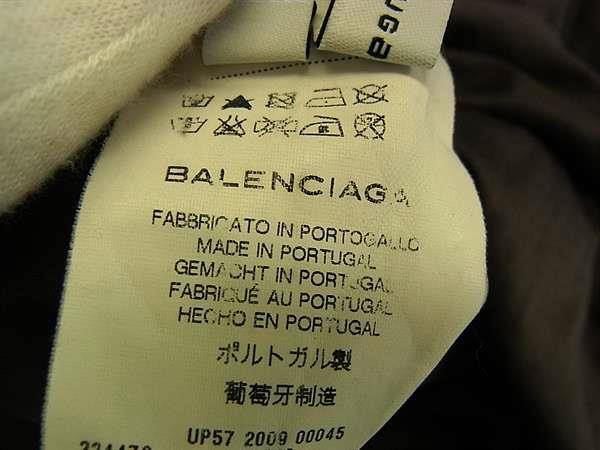 BALENCIAGA
FABBRICATO IN PORTOGALLO
MADE IN PORTUGAL
GEMACHT IN PORTUGAL
FABRIQUÉ AU PORTUGAL
HECHO EN PORTUGAL
ポルトガル製
葡萄牙制造
UP57 2009 00045